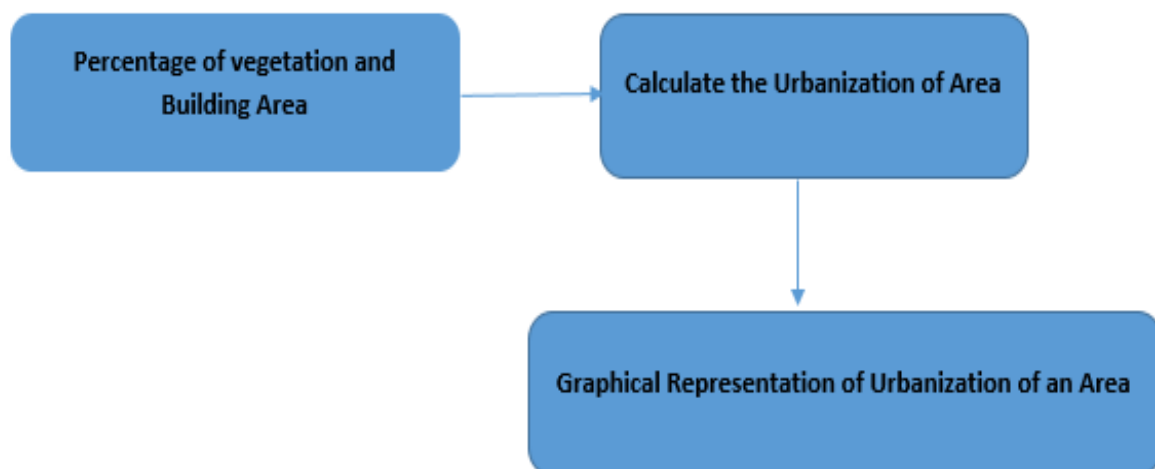 Percentage of vegetation and
Building Area
Calculate the Urbanization of Area
Graphical Representation of Urbanization of an Area